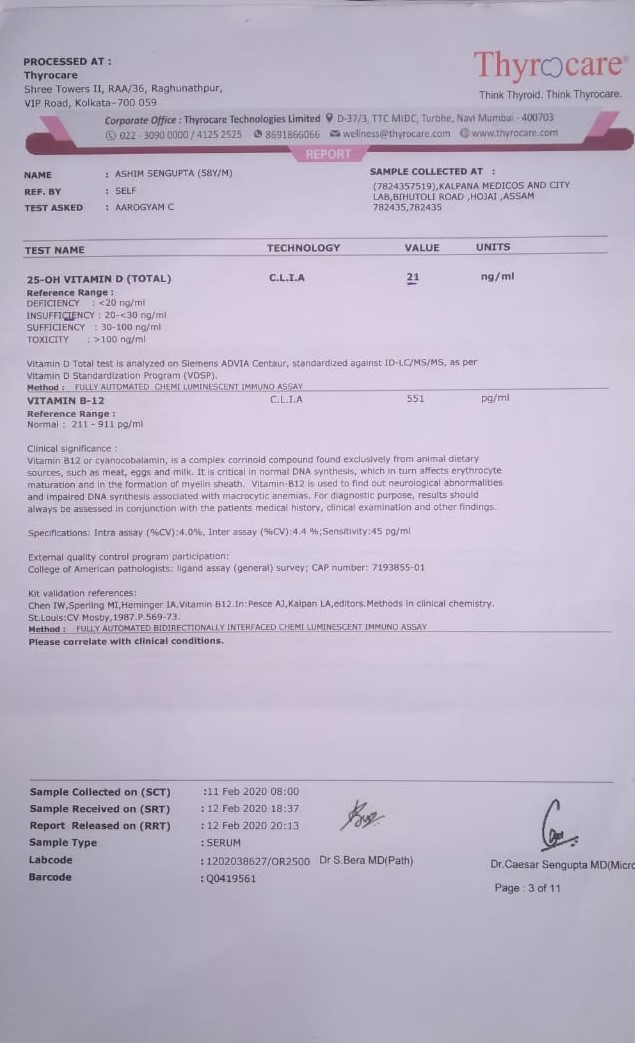 PROCESSED AT :
Thyrocare
Shree Towers II, RAA/36, Raghunathpur,
VIP Road, Kolkata-700 059
Thyrocare
Think Thyroid. Think Thyrocare.
Corporate Office : Thyrocare Technologies Limited D-37/3, TTC MIDC, Turbhe, Navi Mumbai - 400703
022 - 3090 0000 / 4125 2525 8691866066 wellness@thyrocare.com www.thyrocare.com
REPORT
NAME : ASHIM SENGUPTA (58Y/M)
REF. BY : SELF
TEST ASKED : AAROGYAM C
SAMPLE COLLECTED AT :
(7824357519),KALPANA MEDICOS AND CITY
LAB,BIHUTOLI ROAD ,HOJAI ,ASSAM
782435,782435
TEST NAME TECHNOLOGY VALUE UNITS
25-OH VITAMIN D (TOTAL) C.L.I.A 21 ng/ml
Reference Range :
DEFICIENCY : <20 ng/ml
INSUFFICIENCY : 20-<30 ng/ml
SUFFICIENCY : 30-100 ng/ml
TOXICITY : >100 ng/ml
Vitamin D Total test is analyzed on Siemens ADVIA Centaur, standardized against ID-LC/MS/MS, as per
Vitamin D Standardization Program (VDSP).
Method : FULLY AUTOMATED CHEMI LUMINESCENT IMMUNO ASSAY
VITAMIN B-12 C.L.I.A 551 pg/ml
Reference Range :
Normal : 211 - 911 pg/ml
Clinical significance :
Vitamin B12 or cyanocobalamin, is a complex corrinoid compound found exclusively from animal dietary
sources, such as meat, eggs and milk. It is critical in normal DNA synthesis, which in turn affects erythrocyte
maturation and in the formation of myelin sheath. Vitamin-B12 is used to find out neurological abnormalities
and impaired DNA synthesis associated with macrocytic anemias. For diagnostic purpose, results should
always be assessed in conjunction with the patients medical history, clinical examination and other findings.
Specifications: Intra assay (%CV):4.0%, Inter assay (%CV):4.4 %;Sensitivity:45 pg/ml
External quality control program participation:
College of American pathologists: ligand assay (general) survey; CAP number: 7193855-01
Kit validation references:
Chen IW,Sperling MI,Heminger IA.Vitamin B12.In:Pesce AJ,Kalpan LA,editors.Methods in clinical chemistry.
St.Louis:CV Mosby,1987.P.569-73.
Method : FULLY AUTOMATED BIDIRECTIONALLY INTERFACED CHEMI LUMINESCENT IMMUNO ASSAY
Please correlate with clinical conditions.
Sample Collected on (SCT) :11 Feb 2020 08:00
Sample Received on (SRT) : 12 Feb 2020 18:37
Report Released on (RRT) : 12 Feb 2020 20:13
Sample Type : SERUM
Labcode : 1202038627/OR2500 Dr S.Bera MD(Path)
Barcode : Q0419561
Dr.Caesar Sengupta MD(Micro
Page : 3 of 11